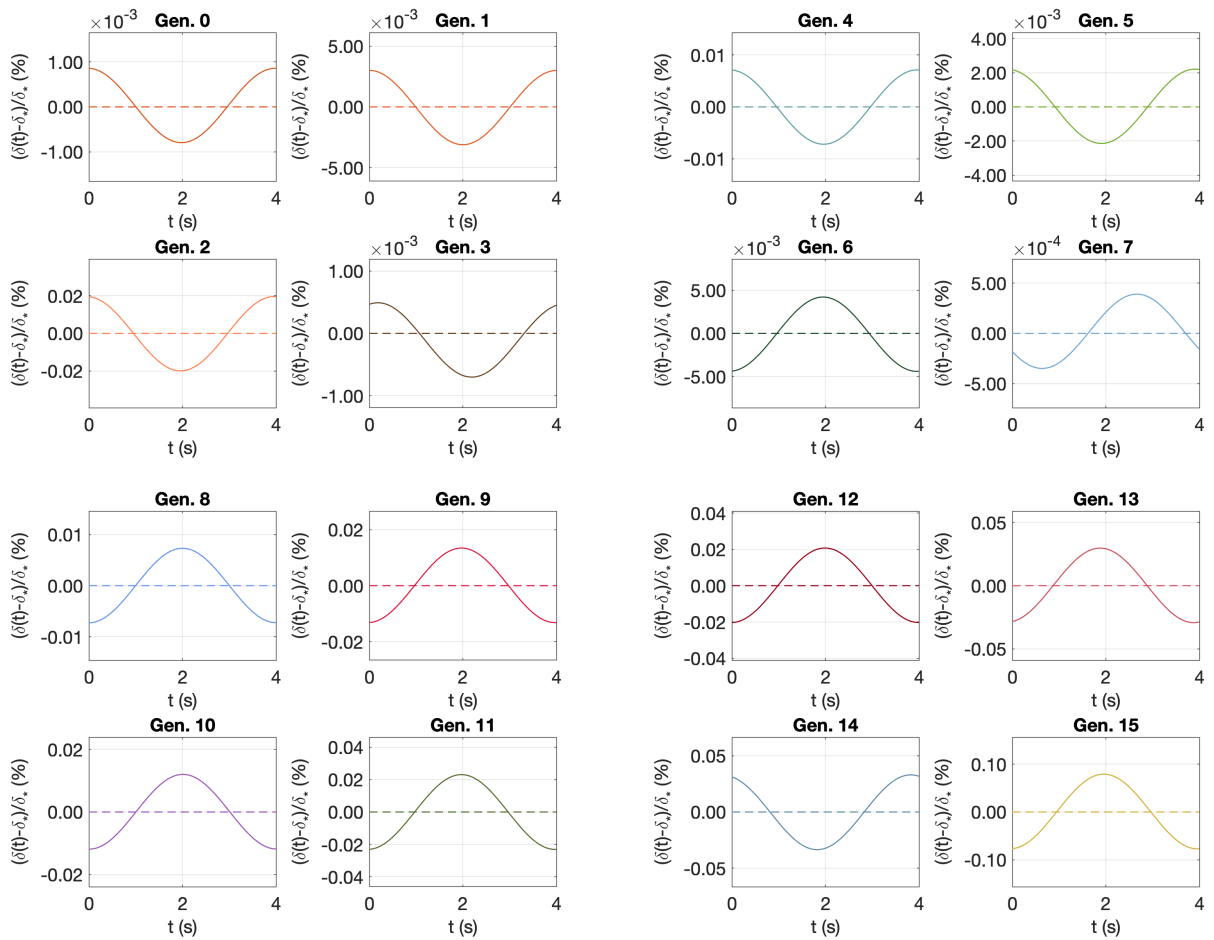 ×10⁻³ Gen. 0
1.00
0.00
-1.00
(δ(t)-δ*)/δ* (%)
0 2 4
t (s)
×10⁻³ Gen. 1
5.00
0.00
-5.00
(δ(t)-δ*)/δ* (%)
0 2 4
t (s)
Gen. 4
0.01
0.00
-0.01
(δ(t)-δ*)/δ* (%)
0 2 4
t (s)
×10⁻³ Gen. 5
4.00
2.00
0.00
-2.00
-4.00
(δ(t)-δ*)/δ* (%)
0 2 4
t (s)
Gen. 2
0.02
0.00
-0.02
(δ(t)-δ*)/δ* (%)
0 2 4
t (s)
×10⁻³ Gen. 3
1.00
0.00
-1.00
(δ(t)-δ*)/δ* (%)
0 2 4
t (s)
×10⁻³ Gen. 6
5.00
0.00
-5.00
(δ(t)-δ*)/δ* (%)
0 2 4
t (s)
×10⁻⁴ Gen. 7
5.00
0.00
-5.00
(δ(t)-δ*)/δ* (%)
0 2 4
t (s)
Gen. 8
0.01
0.00
-0.01
(δ(t)-δ*)/δ* (%)
0 2 4
t (s)
Gen. 9
0.02
0.00
-0.02
(δ(t)-δ*)/δ* (%)
0 2 4
t (s)
Gen. 12
0.04
0.02
0.00
-0.02
-0.04
(δ(t)-δ*)/δ* (%)
0 2 4
t (s)
Gen. 13
0.05
0.00
-0.05
(δ(t)-δ*)/δ* (%)
0 2 4
t (s)
Gen. 10
0.02
0.00
-0.02
(δ(t)-δ*)/δ* (%)
0 2 4
t (s)
Gen. 11
0.04
0.02
0.00
-0.02
-0.04
(δ(t)-δ*)/δ* (%)
0 2 4
t (s)
Gen. 14
0.05
0.00
-0.05
(δ(t)-δ*)/δ* (%)
0 2 4
t (s)
Gen. 15
0.10
0.00
-0.10
(δ(t)-δ*)/δ* (%)
0 2 4
t (s)